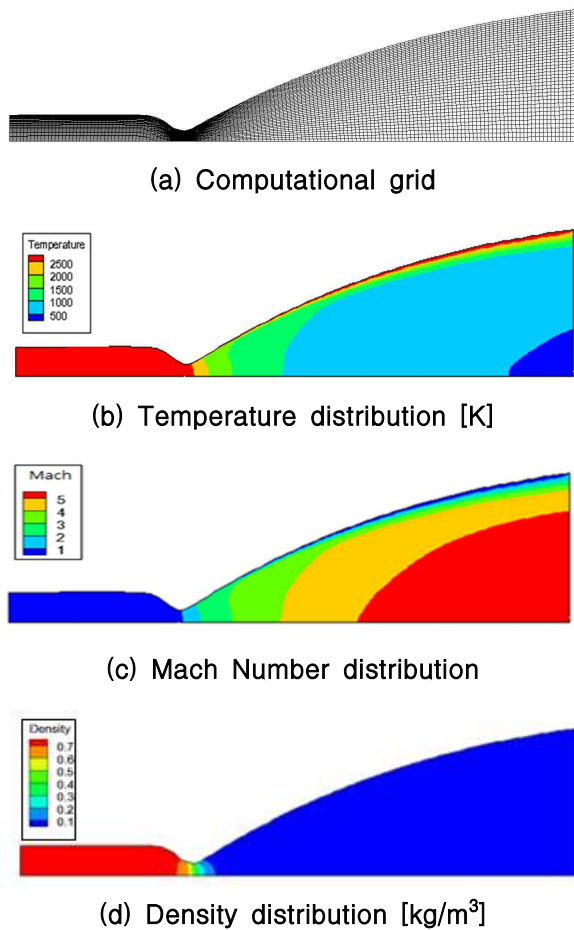 (a) Computational grid
Temperature
2500
2000
1500
1000
500
(b) Temperature distribution [K]
Mach
5
4
3
2
1
(c) Mach Number distribution
Density
0.7
0.6
0.5
0.4
0.3
0.2
0.1
(d) Density distribution [kg/m³]